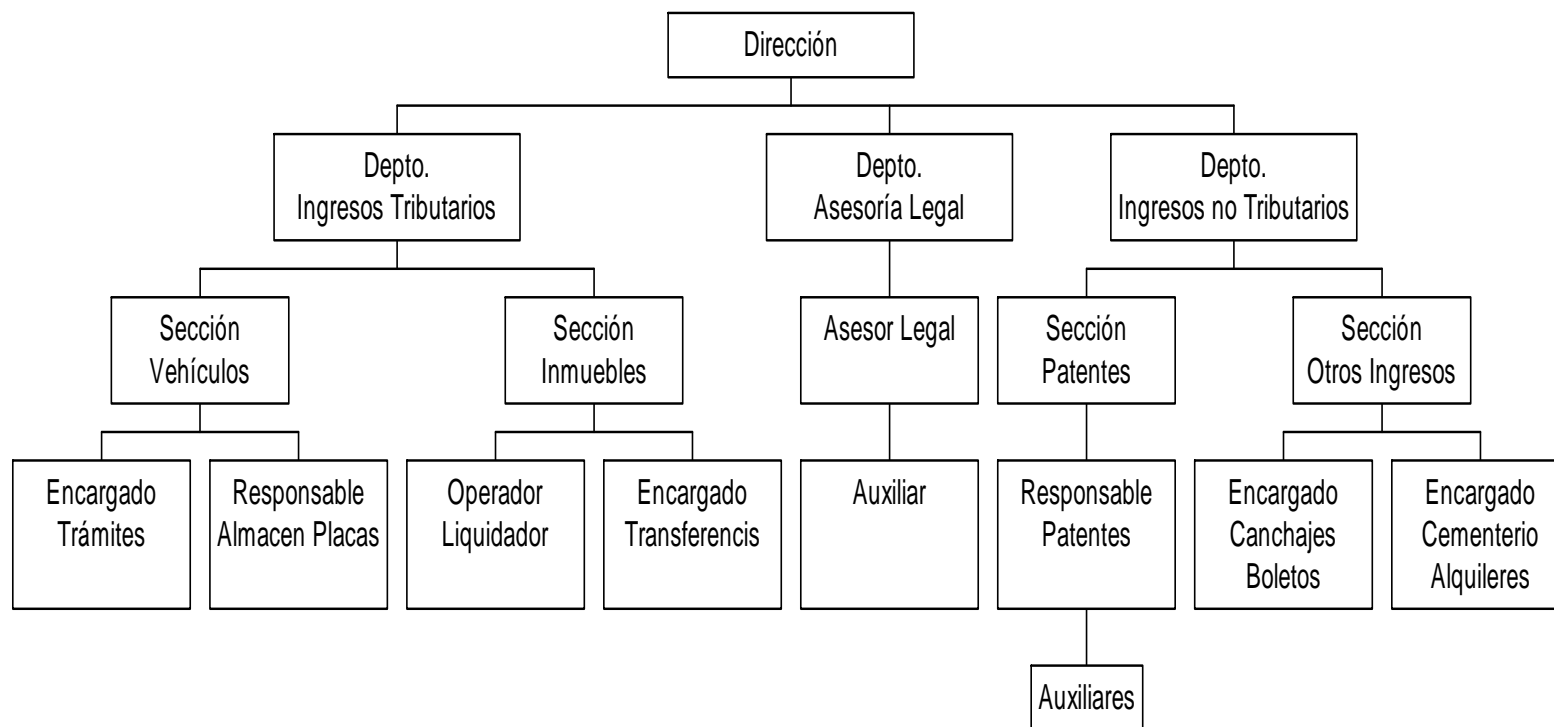 Dirección
Depto.
Ingresos Tributarios
Depto.
Asesoría Legal
Depto.
Ingresos no Tributarios
Sección
Vehículos
Sección
Inmuebles
Asesor Legal
Sección
Patentes
Sección
Otros Ingresos
Encargado
Trámites
Responsable
Almacen Placas
Operador
Liquidador
Encargado
Transferencis
Auxiliar
Responsable
Patentes
Encargado
Canchajes
Boletos
Encargado
Cementerio
Alquileres
Auxiliares